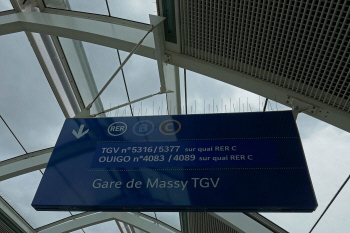 RER B C
TGV n°5316/5377 sur quai RER C
OUIGO n°4083/4089 sur quai RER C
Gare de Massy TGV